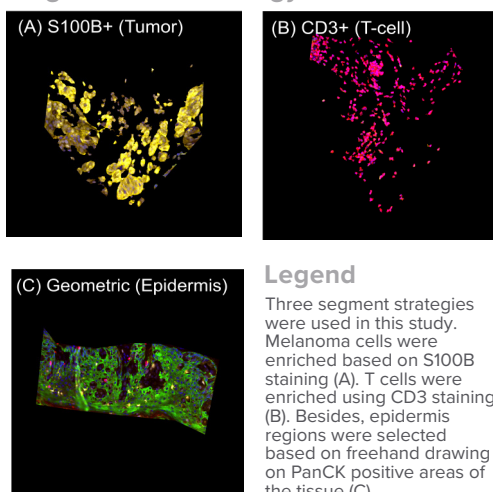 (A) S100B+ (Tumor)
(B) CD3+ (T-cell)
(C) Geometric (Epidermis)
Legend
Three segment strategies
were used in this study.
Melanoma cells were
enriched based on S100B
staining (A). T cells were
enriched using CD3 staining
(B). Besides, epidermis
regions were selected
based on freehand drawing
on PanCK positive areas of
the tissue (C)